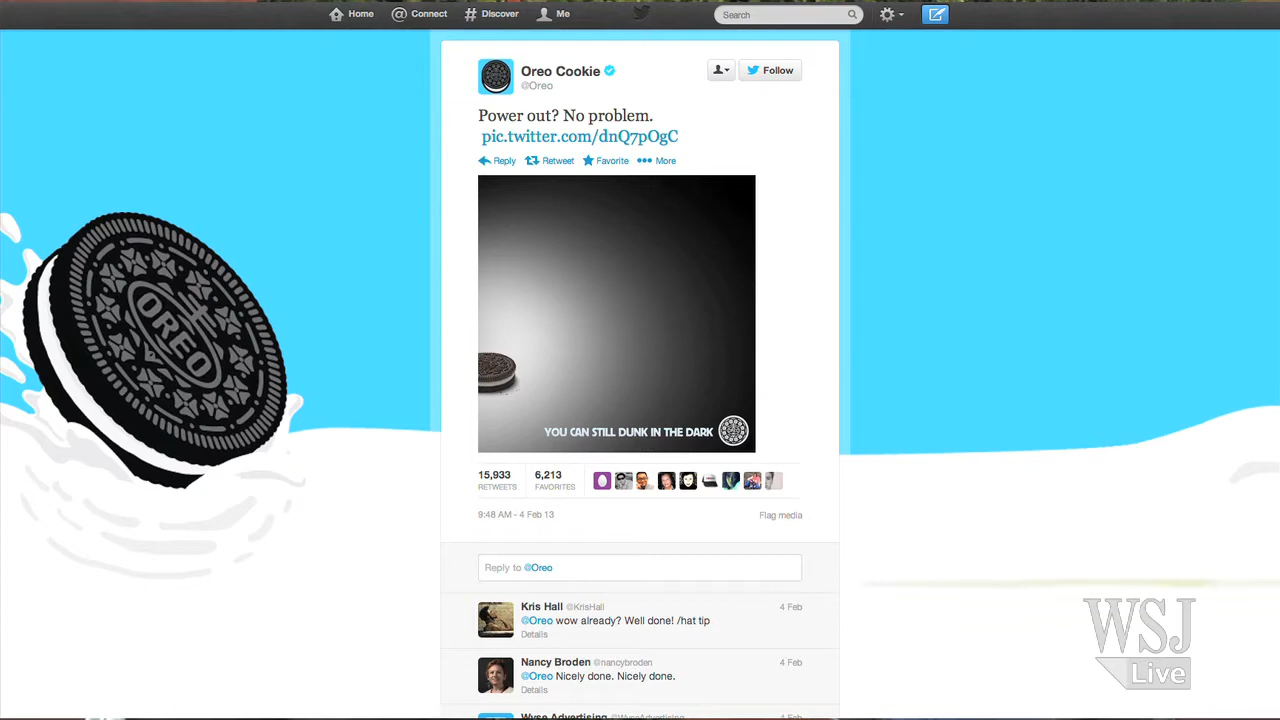 Home
Connect
Discover
Me
Search
Oreo Cookie
Follow
@Oreo
Power out? No problem.
pic.twitter.com/dnQ7pOgC
Reply
Retweet
Favorite
More
OREO
YOU CAN STILL DUNK IN THE DARK
15,933
6,213
RETWEETS
FAVORITES
9:48 AM - 4 Feb 13
Flag media
Reply to @Oreo
Kris Hall @KrisHall
4 Feb
@Oreo wow already? Well done! /hat tip
Details
Nancy Broden @nancybroden
4 Feb
@Oreo Nicely done. Nicely done.
Details
Wyse Advertising @WyseAdvertising
WSJ
Live